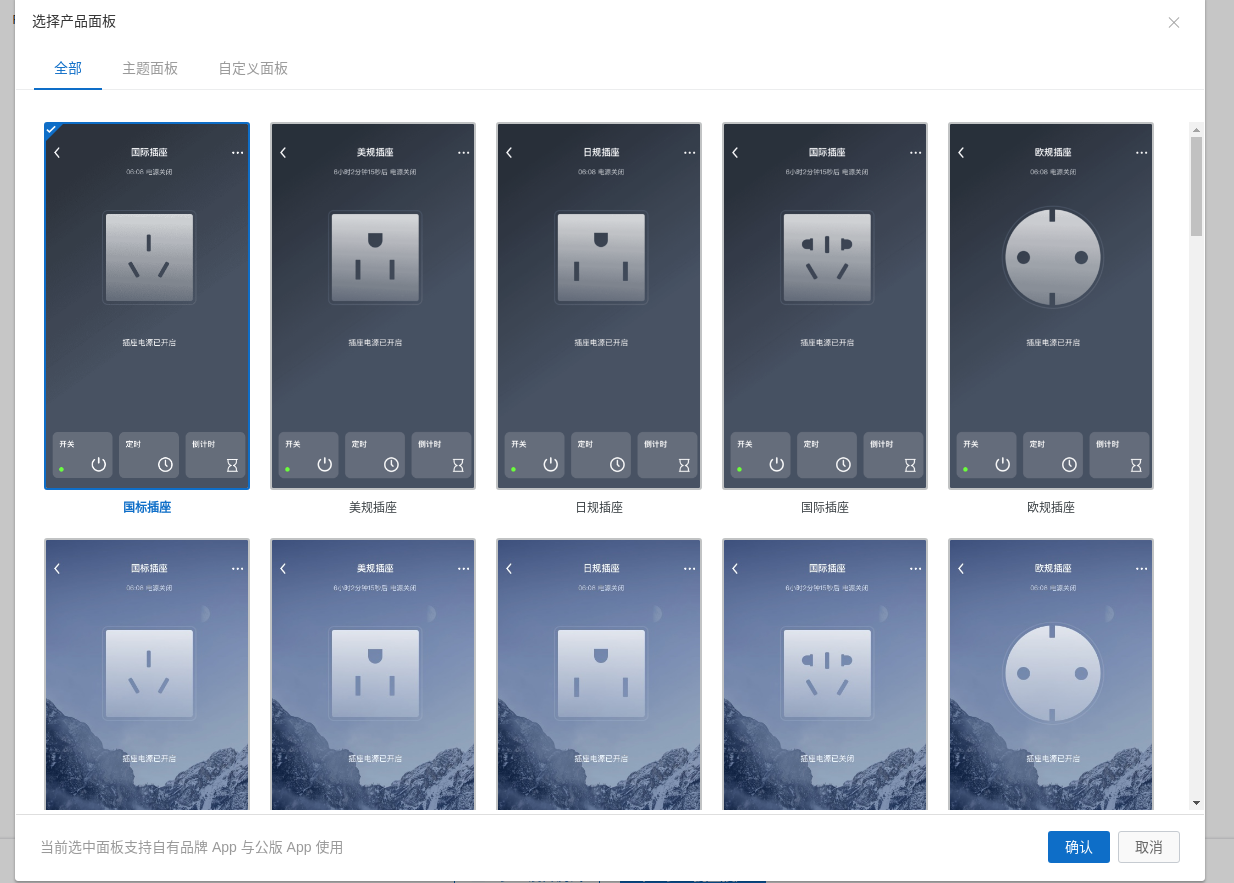 选择产品面板
全部 主题面板 自定义面板
国际插座 美规插座 日规插座 国际插座 欧规插座
06:08 电源关闭 6小时2分钟15秒后 电源关闭 06:08 电源关闭 6小时2分钟15秒后 电源关闭 06:08 电源关闭
插座电源已开启 插座电源已开启 插座电源已开启 插座电源已开启 插座电源已开启
开关 定时 倒计时 开关 定时 倒计时 开关 定时 倒计时 开关 定时 倒计时 开关 定时 倒计时
国标插座 美规插座 日规插座 国际插座 欧规插座
国标插座 美规插座 日规插座 国际插座 欧规插座
06:08 电源关闭 6小时2分钟15秒后 电源关闭 06:08 电源关闭 6小时2分钟15秒后 电源关闭 06:08 电源关闭
插座电源已开启 插座电源已开启 插座电源已开启 插座电源已关闭 插座电源已开启
当前选中面板支持自有品牌 App 与公版 App 使用 确认 取消